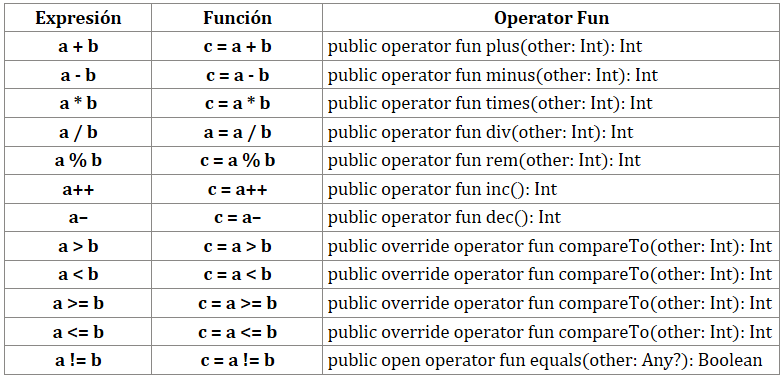 Expresión Función Operator Fun
a + b c = a + b public operator fun plus(other: Int): Int
a - b c = a - b public operator fun minus(other: Int): Int
a * b c = a * b public operator fun times(other: Int): Int
a / b a = a / b public operator fun div(other: Int): Int
a % b c = a % b public operator fun rem(other: Int): Int
a++ c = a++ public operator fun inc(): Int
a– c = a– public operator fun dec(): Int
a > b c = a > b public override operator fun compareTo(other: Int): Int
a < b c = a < b public override operator fun compareTo(other: Int): Int
a >= b c = a >= b public override operator fun compareTo(other: Int): Int
a <= b c = a <= b public override operator fun compareTo(other: Int): Int
a != b c = a != b public open operator fun equals(other: Any?): Boolean